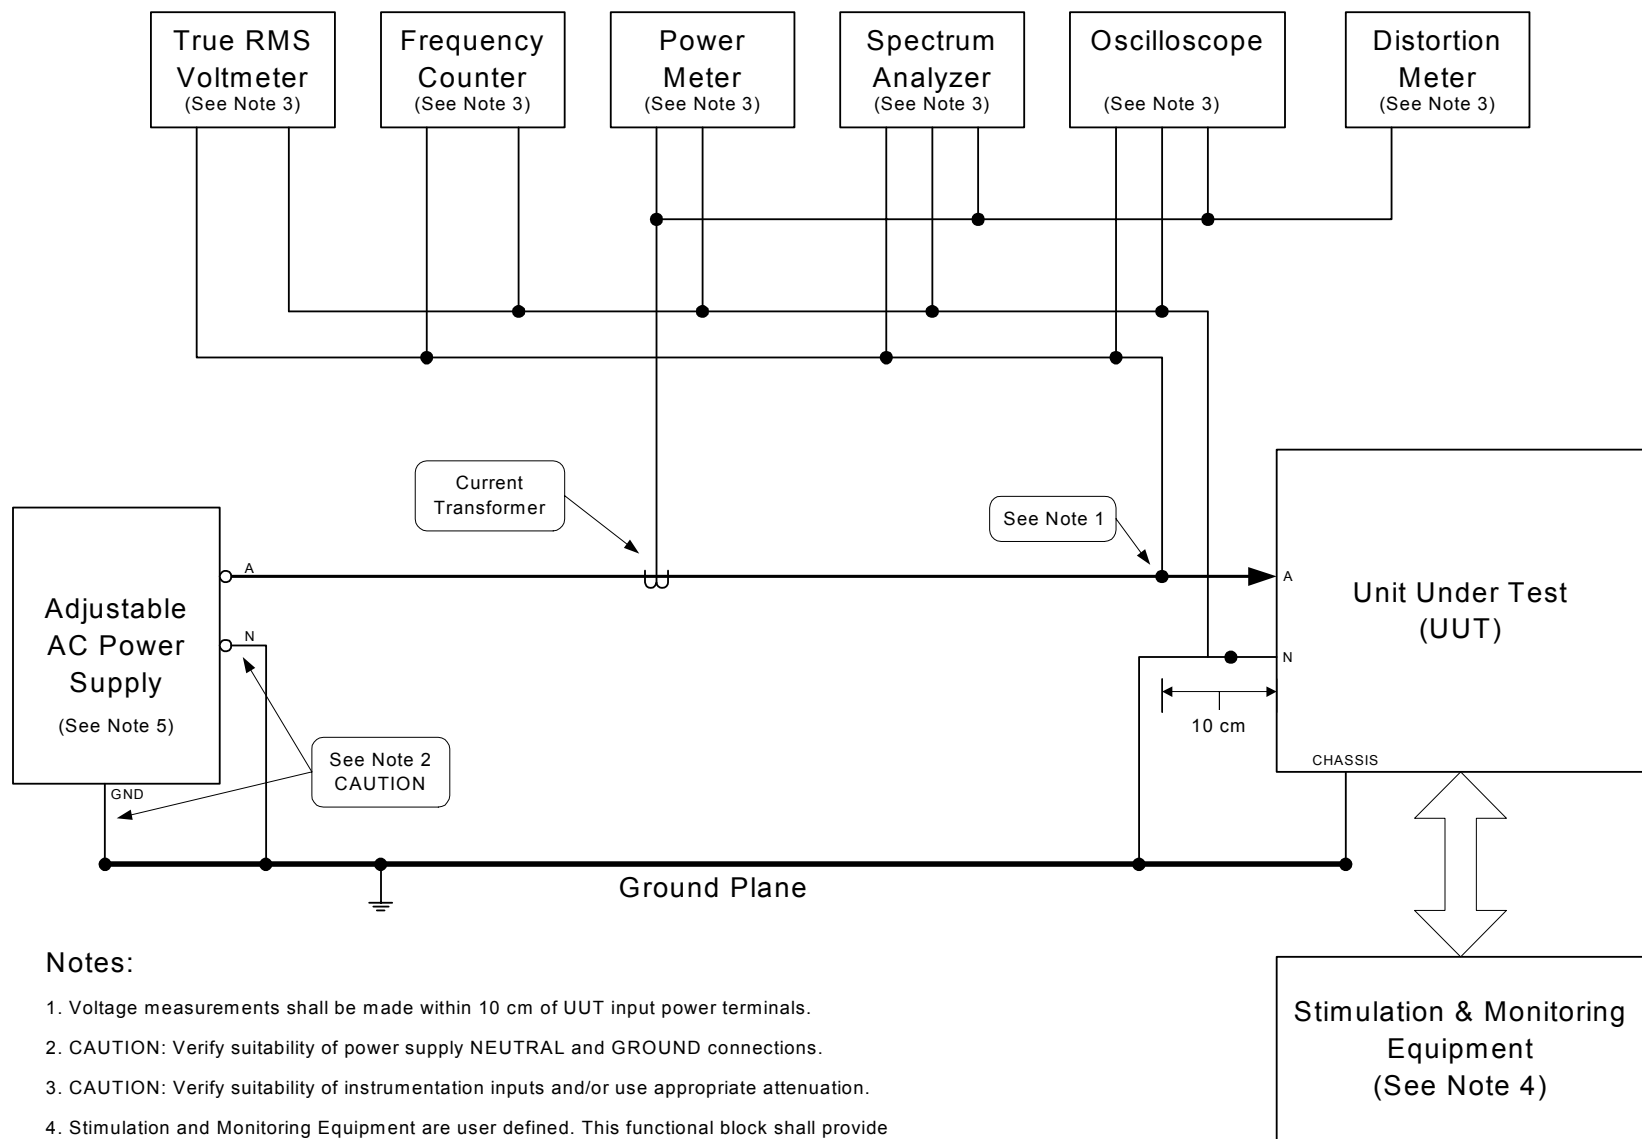 True RMS
Voltmeter
(See Note 3)
Frequency
Counter
(See Note 3)
Power
Meter
(See Note 3)
Spectrum
Analyzer
(See Note 3)
Oscilloscope
(See Note 3)
Distortion
Meter
(See Note 3)
Current
Transformer
See Note 1
Adjustable
AC Power
Supply
(See Note 5)
A
N
GND
See Note 2
CAUTION
A
N
Unit Under Test
(UUT)
10 cm
CHASSIS
Ground Plane
Notes:
1. Voltage measurements shall be made within 10 cm of UUT input power terminals.
2. CAUTION: Verify suitability of power supply NEUTRAL and GROUND connections.
3. CAUTION: Verify suitability of instrumentation inputs and/or use appropriate attenuation.
4. Stimulation and Monitoring Equipment are user defined. This functional block shall provide
Stimulation & Monitoring
Equipment
(See Note 4)